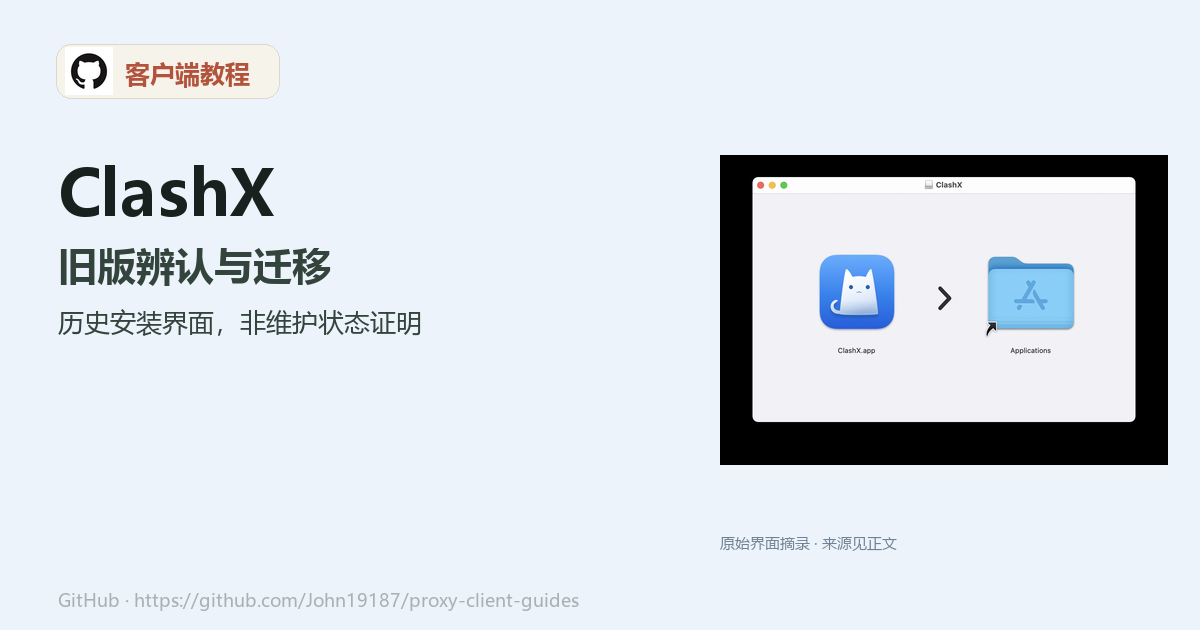 客户端教程
ClashX
旧版辨认与迁移
历史安装界面，非维护状态证明
ClashX
ClashX.app
Applications
原始界面摘录 · 来源见正文
GitHub · https://github.com/John19187/proxy-client-guides